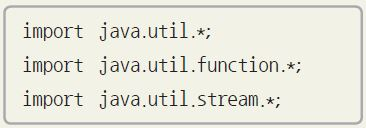 import java.util.*;
import java.util.function.*;
import java.util.stream.*;